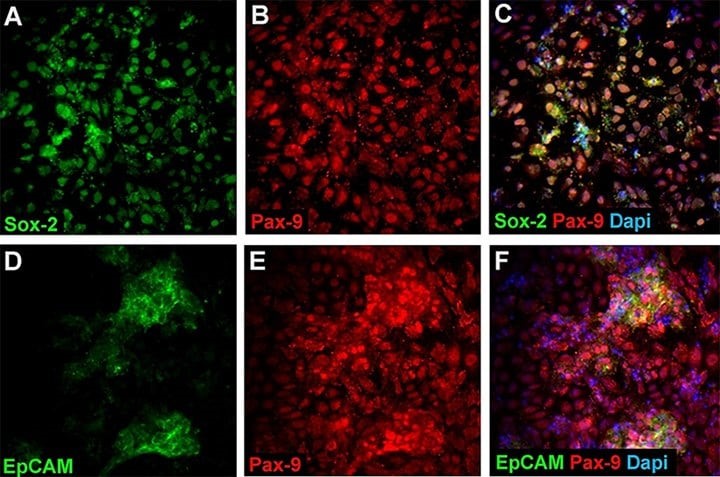 A
B
C
Sox-2
Pax-9
Sox-2 Pax-9 Dapi
D
E
F
EpCAM
Pax-9
EpCAM Pax-9 Dapi